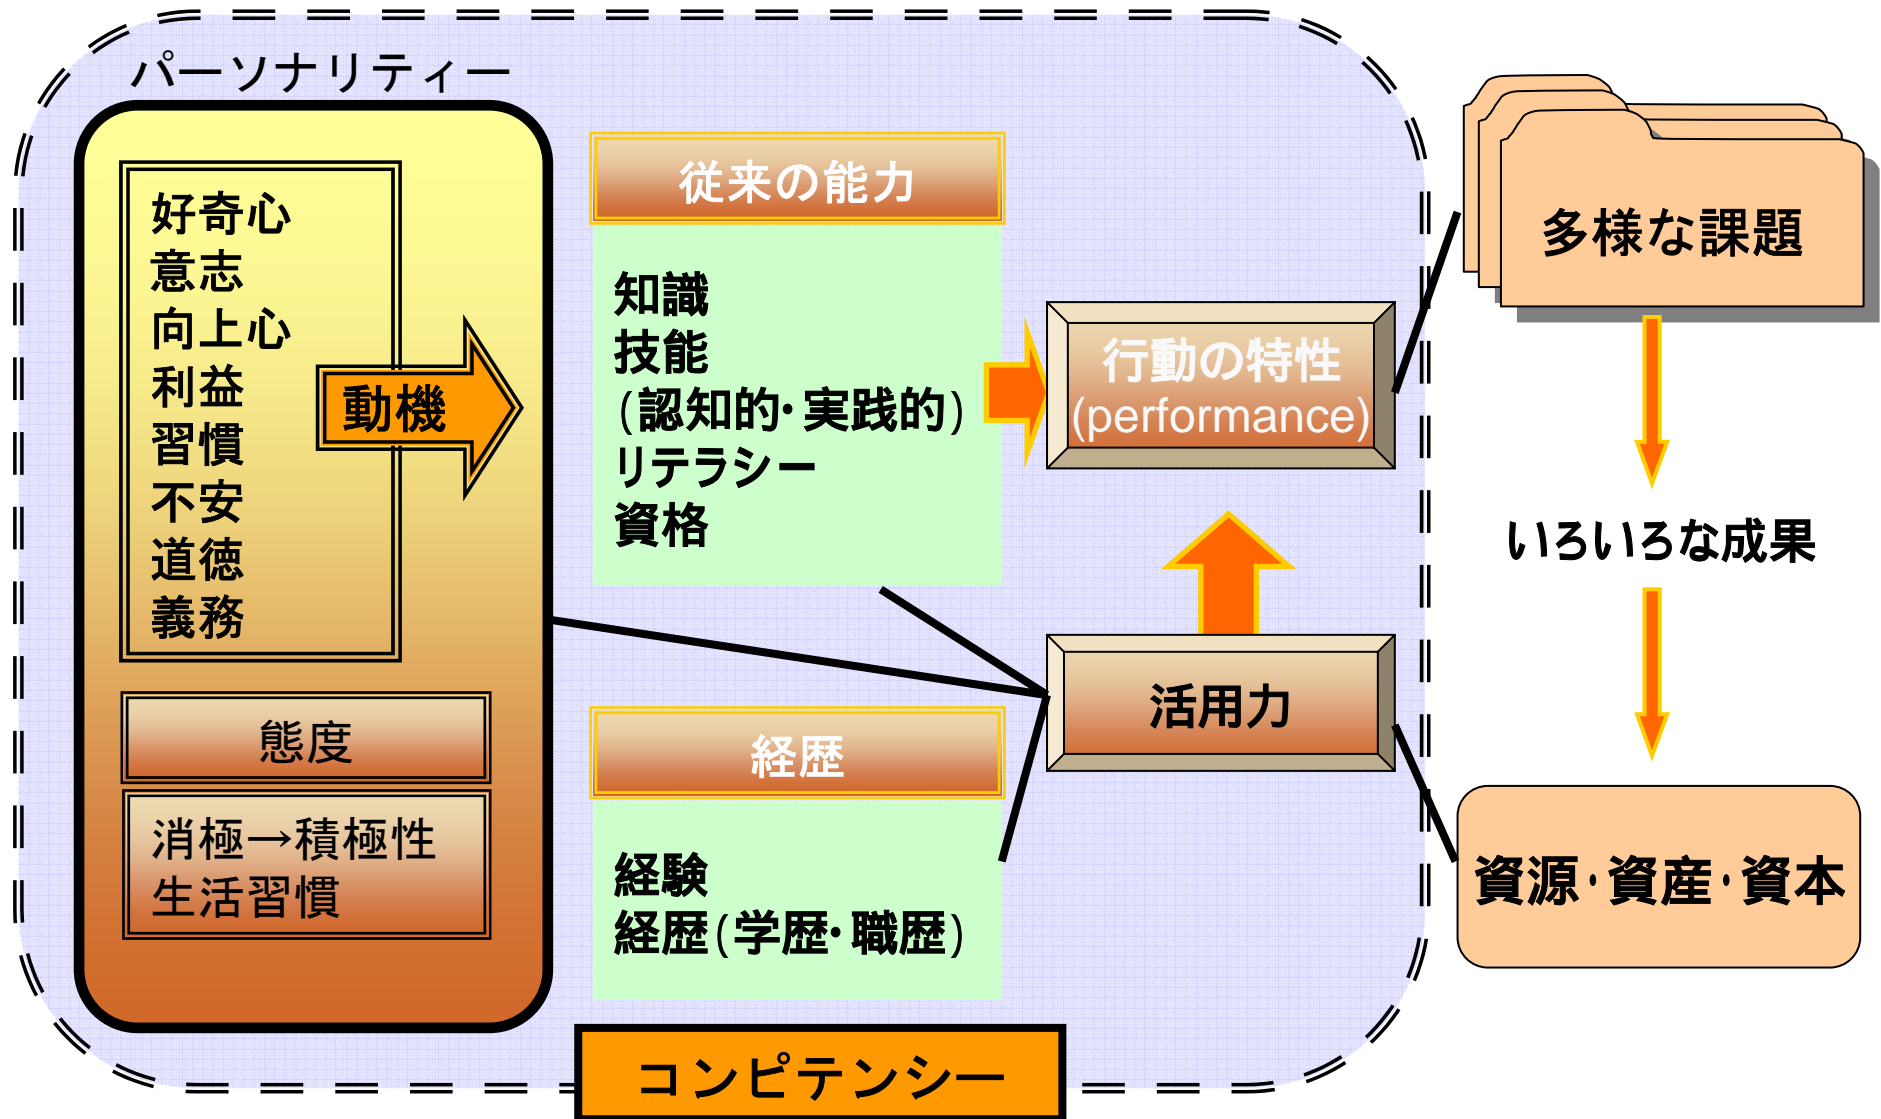 パーソナリティー
好奇心
意志
向上心
利益
習慣
不安
道徳
義務
動機
態度
消極→積極性
生活習慣
従来の能力
知識
技能
(認知的・実践的)
リテラシー
資格
経歴
経験
経歴(学歴・職歴)
行動の特性
(performance)
活用力
多様な課題
いろいろな成果
資源・資産・資本
コンピテンシー